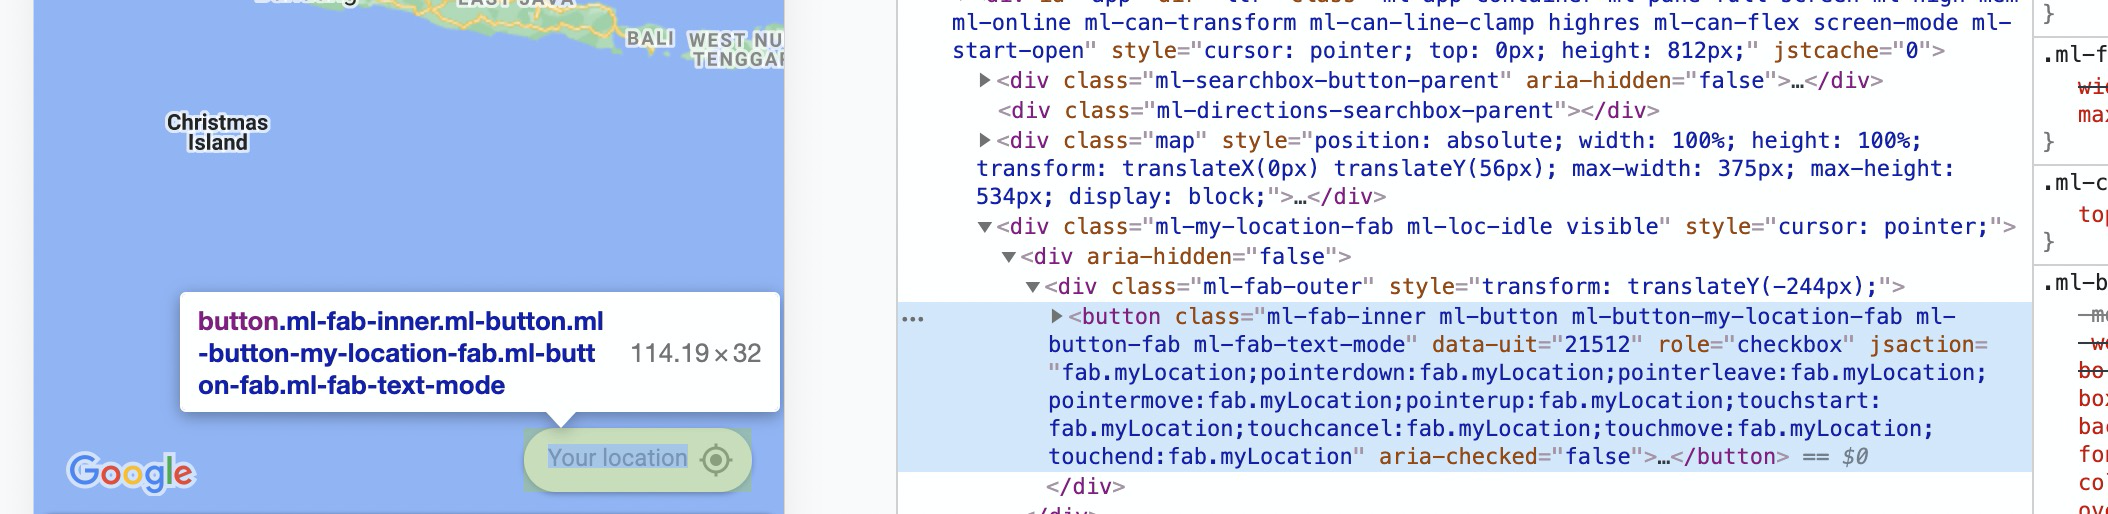 EAST JAVA
BALI
WEST NU
TENGGAR
Christmas
Island
button.ml-fab-inner.ml-button.ml
-button-my-location-fab.ml-butt
on-fab.ml-fab-text-mode
114.19 × 32
Your location
Google
ml-online ml-can-transform ml-can-line-clamp highres ml-can-flex screen-mode ml-
start-open" style="cursor: pointer; top: 0px; height: 812px;" jstcache="0">
▶<div class="ml-searchbox-button-parent" aria-hidden="false">…</div>
<div class="ml-directions-searchbox-parent"></div>
▶<div class="map" style="position: absolute; width: 100%; height: 100%;
transform: translateX(0px) translateY(56px); max-width: 375px; max-height:
534px; display: block;">…</div>
▼<div class="ml-my-location-fab ml-loc-idle visible" style="cursor: pointer;">
▼<div aria-hidden="false">
▼<div class="ml-fab-outer" style="transform: translateY(-244px);">
… ▶<button class="ml-fab-inner ml-button ml-button-my-location-fab ml-
button-fab ml-fab-text-mode" data-uit="21512" role="checkbox" jsaction=
"fab.myLocation;pointerdown:fab.myLocation;pointerleave:fab.myLocation;
pointermove:fab.myLocation;pointerup:fab.myLocation;touchstart:
fab.myLocation;touchcancel:fab.myLocation;touchmove:fab.myLocation;
touchend:fab.myLocation" aria-checked="false">…</button> == $0
</div>
</div>
}
.ml-f
wid
max
}
.ml-c
top
}
.ml-b
bo
box
bac
fon
col